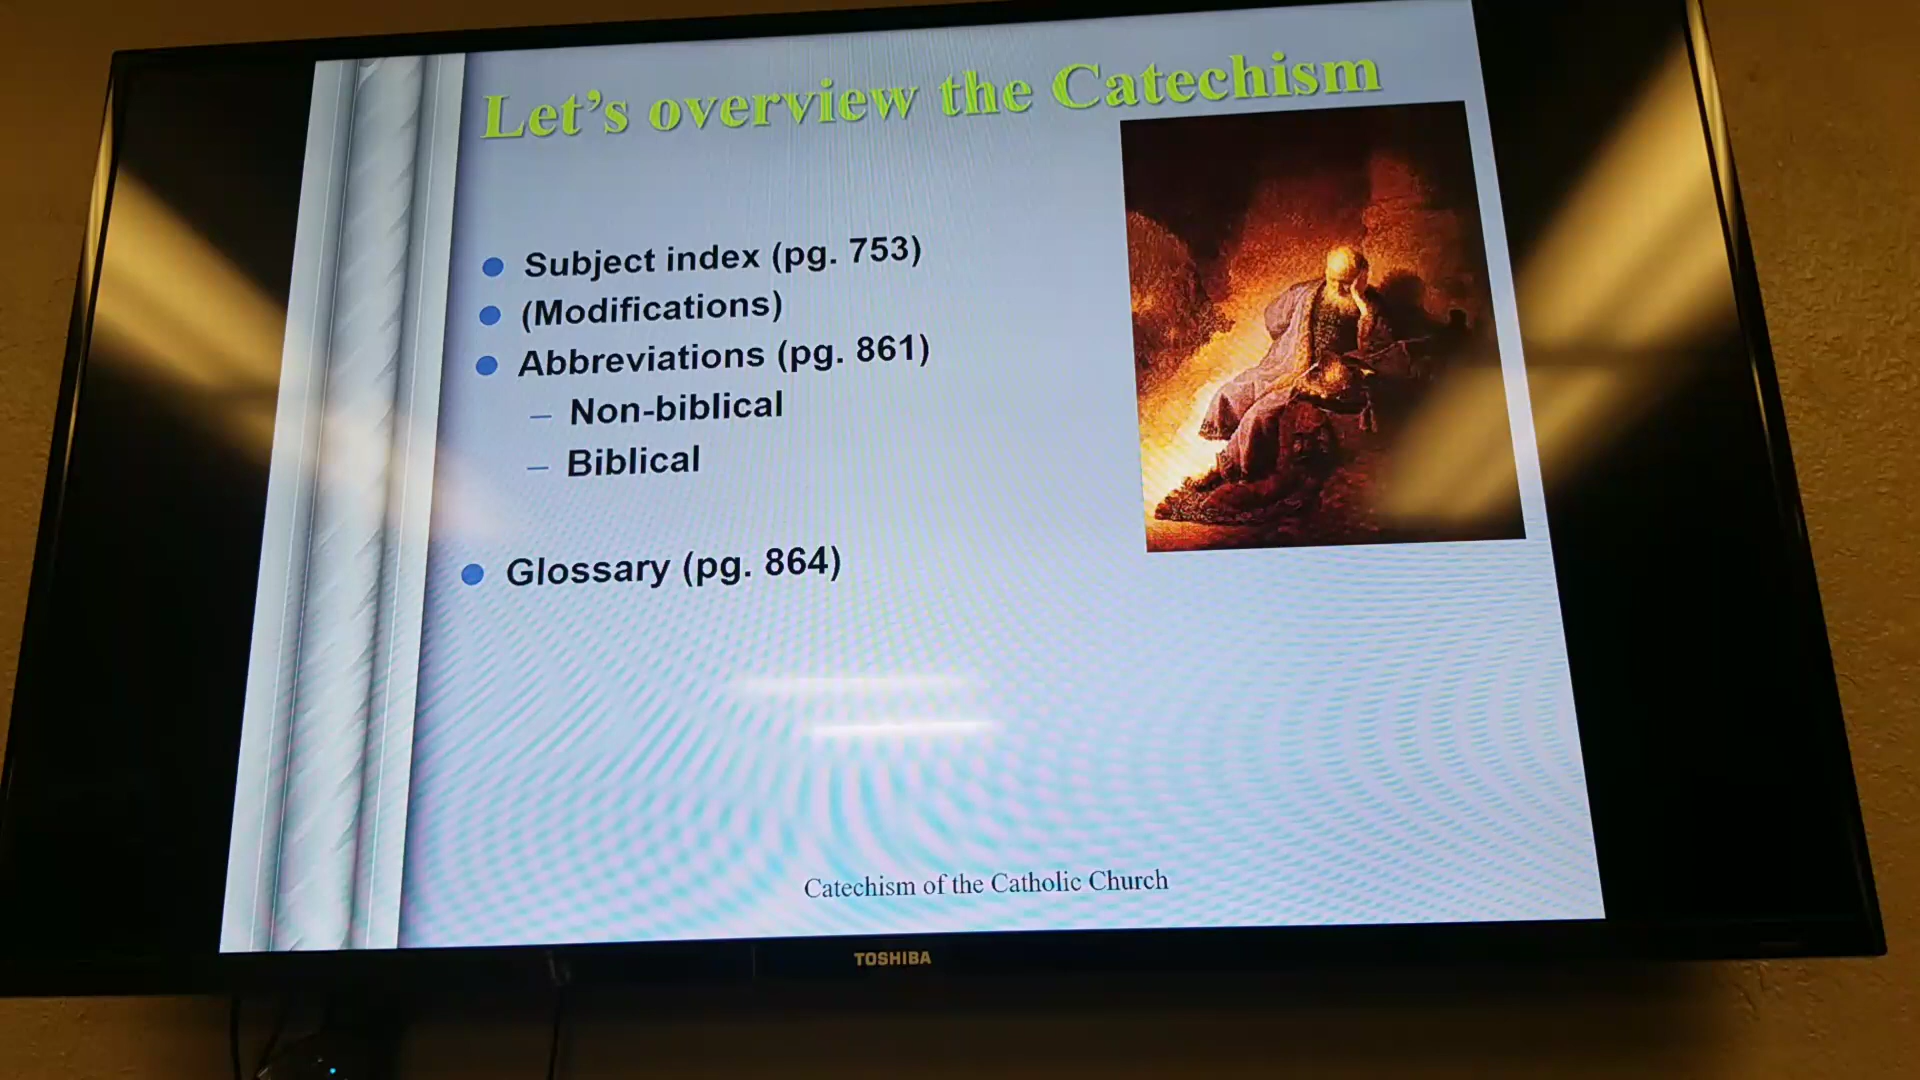 Let's overview the Catechism
Subject index (pg. 753)
(Modifications)
Abbreviations (pg. 861)
– Non-biblical
– Biblical
Glossary (pg. 864)
Catechism of the Catholic Church
TOSHIBA